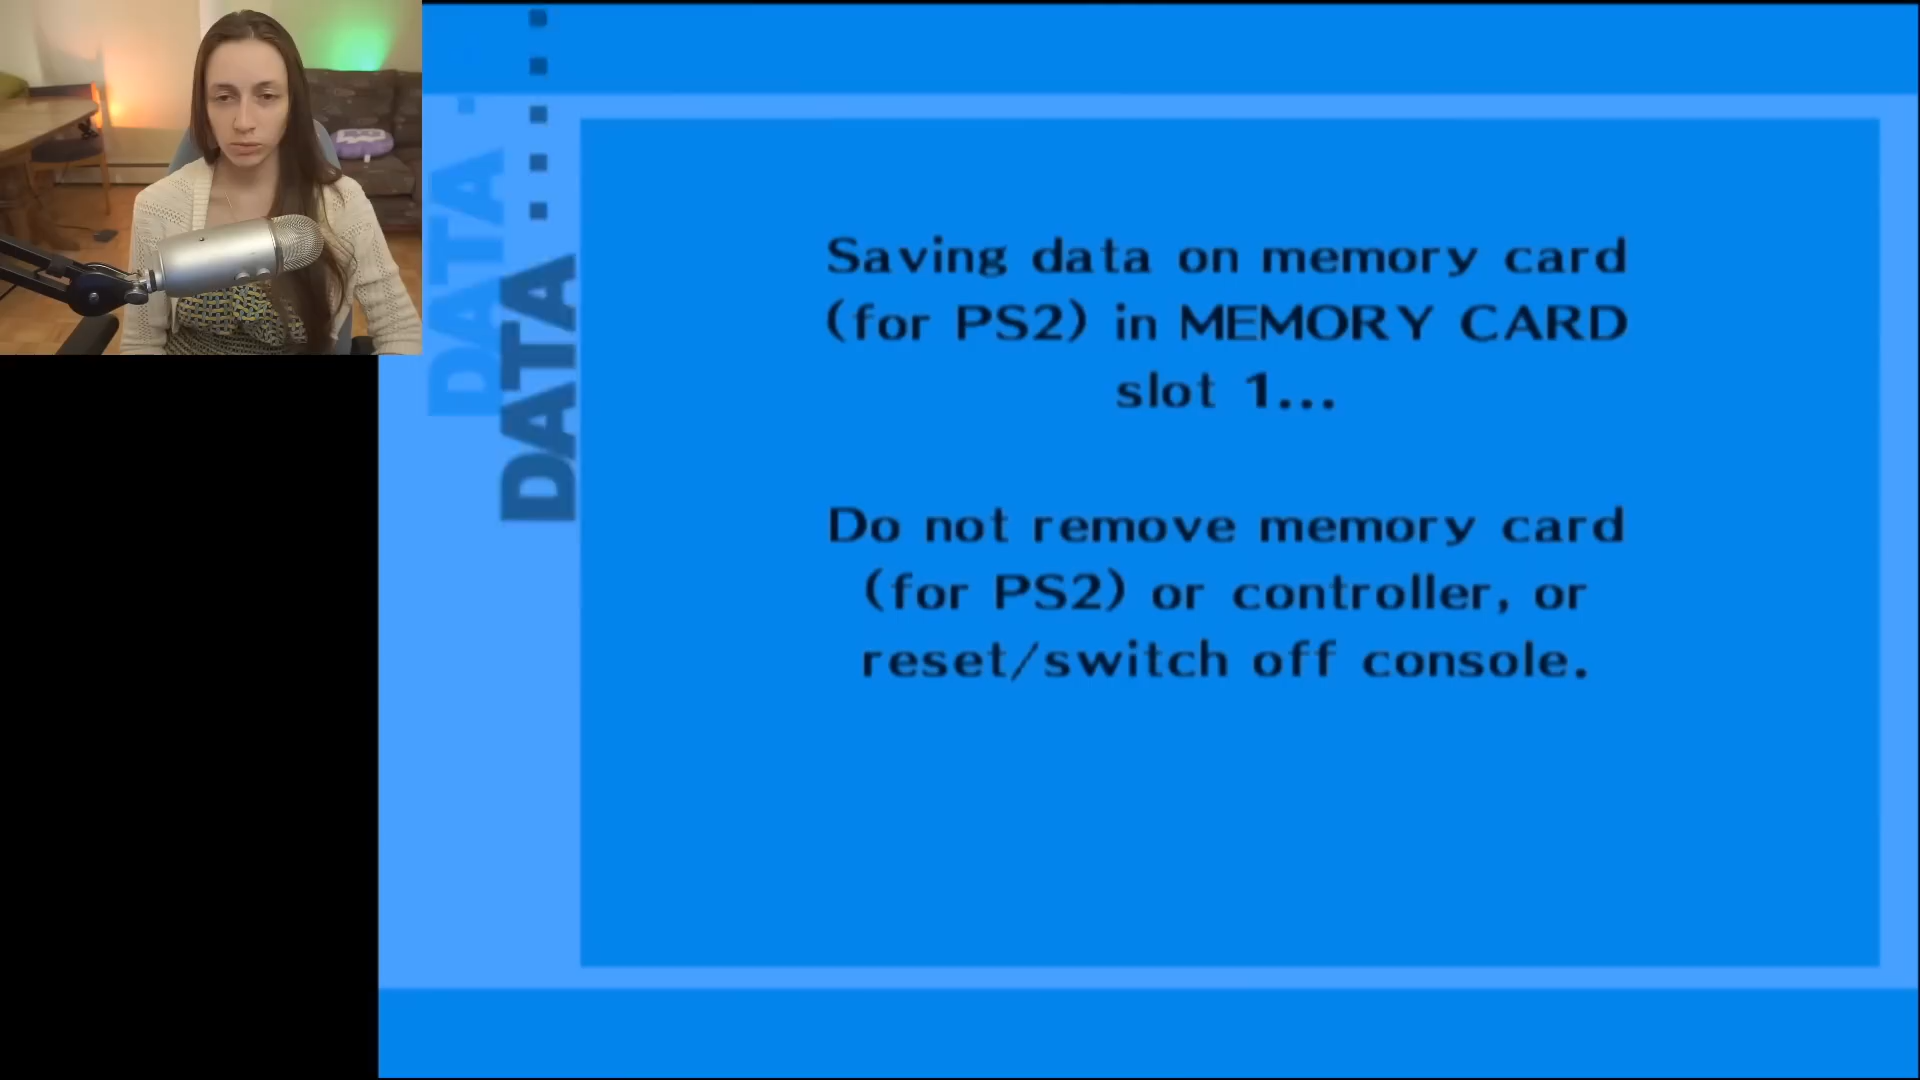 DATA
DATA
Saving data on memory card
(for PS2) in MEMORY CARD
slot 1...
Do not remove memory card
(for PS2) or controller, or
reset/switch off console.